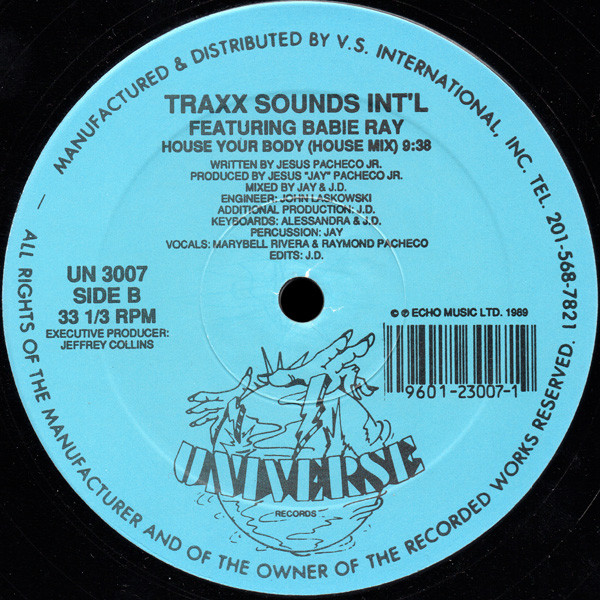 — MANUFACTURED & DISTRIBUTED BY V.S. INTERNATIONAL, INC. TEL. 201-568-7821
TRAXX SOUNDS INT'L
FEATURING BABIE RAY
HOUSE YOUR BODY (HOUSE MIX) 9:38
WRITTEN BY JESUS PACHECO JR.
PRODUCED BY JESUS "JAY" PACHECO JR.
MIXED BY JAY & J.D.
ENGINEER: JOHN LASKOWSKI
ADDITIONAL PRODUCTION: J.D.
KEYBOARDS: ALESSANDRA & J.D.
PERCUSSION: JAY
VOCALS: MARYBELL RIVERA & RAYMOND PACHECO
EDITS: J.D.
UN 3007
SIDE B
33 1/3 RPM
EXECUTIVE PRODUCER:
JEFFREY COLLINS
© ℗ ECHO MUSIC LTD. 1989
9601-23007-1
UNIVERSE
RECORDS
ALL RIGHTS OF THE MANUFACTURER AND OF THE OWNER OF THE RECORDED WORKS RESERVED.